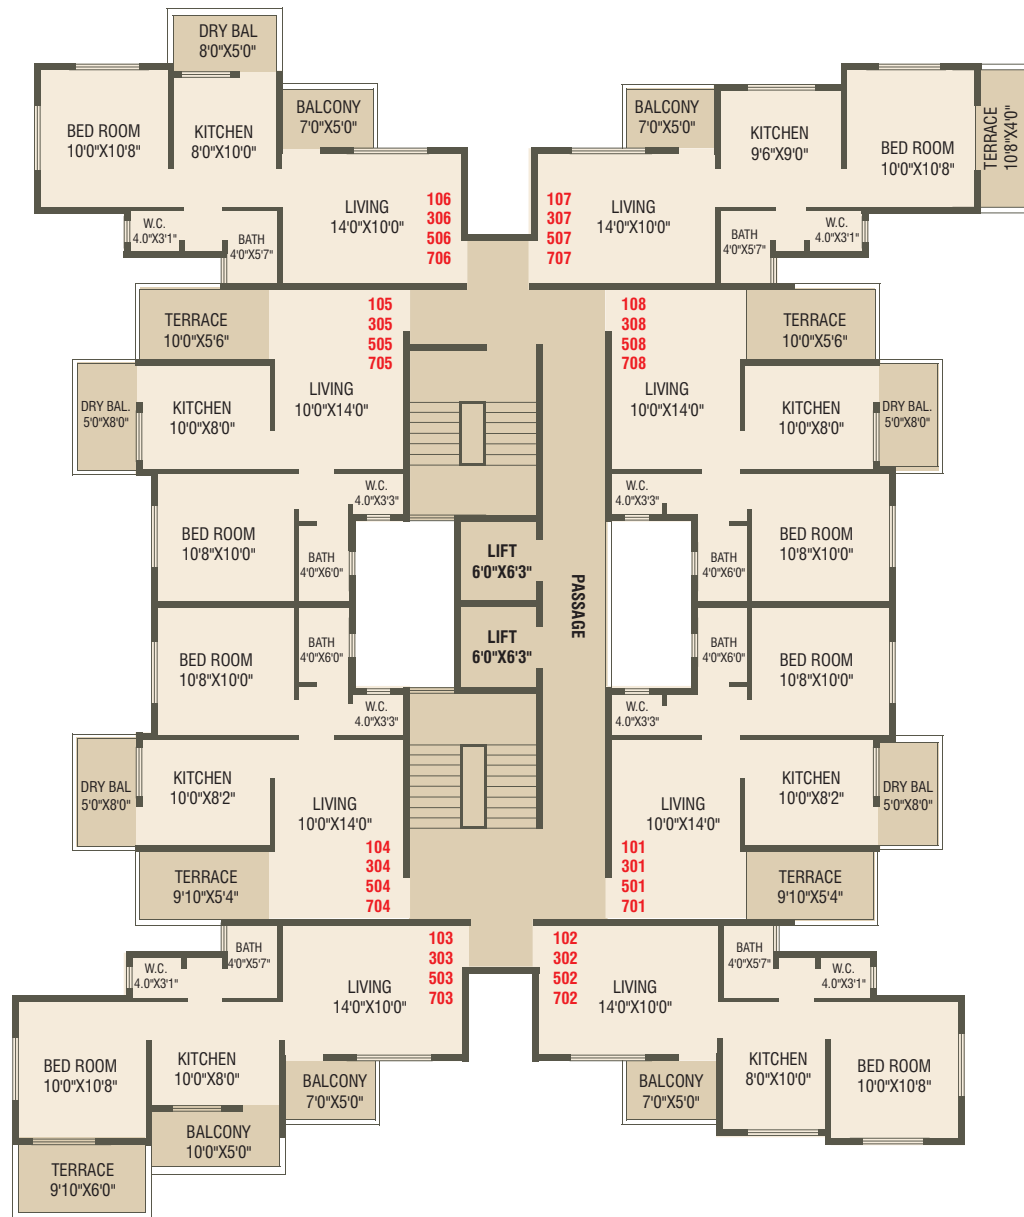 DRY BAL
8'0"X5'0"
BED ROOM
10'0"X10'8"
KITCHEN
8'0"X10'0"
BALCONY
7'0"X5'0"
LIVING
14'0"X10'0"
106
306
506
706
W.C.
4.0"X3'1"
BATH
4'0"X5'7"
BALCONY
7'0"X5'0"
KITCHEN
9'6"X9'0"
BED ROOM
10'0"X10'8"
TERRACE
10'8"X4'0"
107
307
507
707
LIVING
14'0"X10'0"
BATH
4'0"X5'7"
W.C.
4.0"X3'1"
TERRACE
10'0"X5'6"
105
305
505
705
LIVING
10'0"X14'0"
DRY BAL.
5'0"X8'0"
KITCHEN
10'0"X8'0"
W.C.
4.0"X3'3"
BED ROOM
10'8"X10'0"
BATH
4'0"X6'0"
108
308
508
708
TERRACE
10'0"X5'6"
LIVING
10'0"X14'0"
KITCHEN
10'0"X8'0"
DRY BAL.
5'0"X8'0"
W.C.
4.0"X3'3"
BATH
4'0"X6'0"
BED ROOM
10'8"X10'0"
LIFT
6'0"X6'3"
LIFT
6'0"X6'3"
PASSAGE
BED ROOM
10'8"X10'0"
BATH
4'0"X6'0"
W.C.
4.0"X3'3"
DRY BAL
5'0"X8'0"
KITCHEN
10'0"X8'2"
LIVING
10'0"X14'0"
104
304
504
704
TERRACE
9'10"X5'4"
BATH
4'0"X6'0"
BED ROOM
10'8"X10'0"
W.C.
4.0"X3'3"
LIVING
10'0"X14'0"
KITCHEN
10'0"X8'2"
DRY BAL
5'0"X8'0"
101
301
501
701
TERRACE
9'10"X5'4"
103
303
503
703
BATH
4'0"X5'7"
W.C.
4.0"X3'1"
LIVING
14'0"X10'0"
BED ROOM
10'0"X10'8"
KITCHEN
10'0"X8'0"
BALCONY
7'0"X5'0"
BALCONY
10'0"X5'0"
TERRACE
9'10"X6'0"
102
302
502
702
LIVING
14'0"X10'0"
BATH
4'0"X5'7"
W.C.
4.0"X3'1"
BALCONY
7'0"X5'0"
KITCHEN
8'0"X10'0"
BED ROOM
10'0"X10'8"